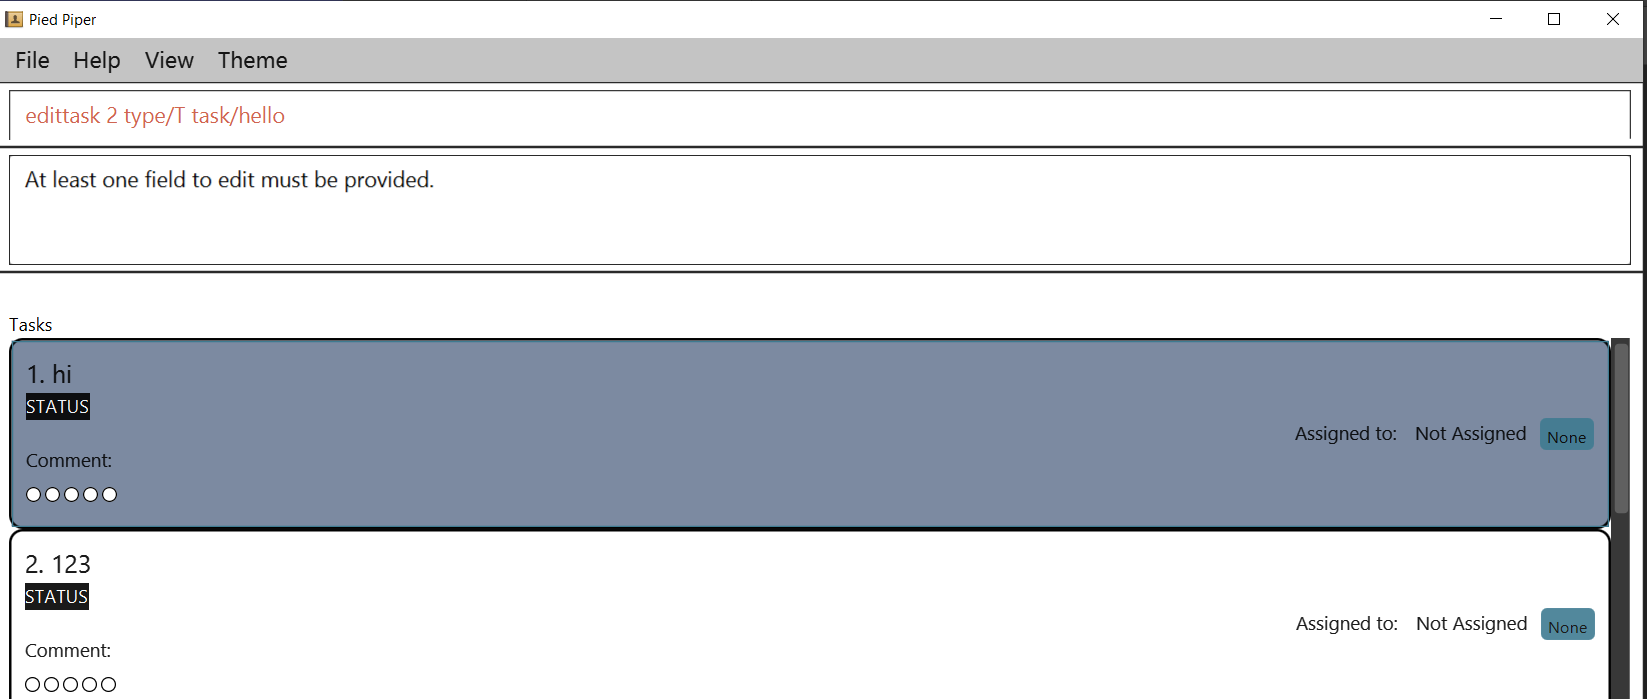 Pied Piper
File Help View Theme
edittask 2 type/T task/hello
At least one field to edit must be provided.
Tasks
1. hi
STATUS
Assigned to: Not Assigned None
Comment:
2. 123
STATUS
Assigned to: Not Assigned None
Comment: